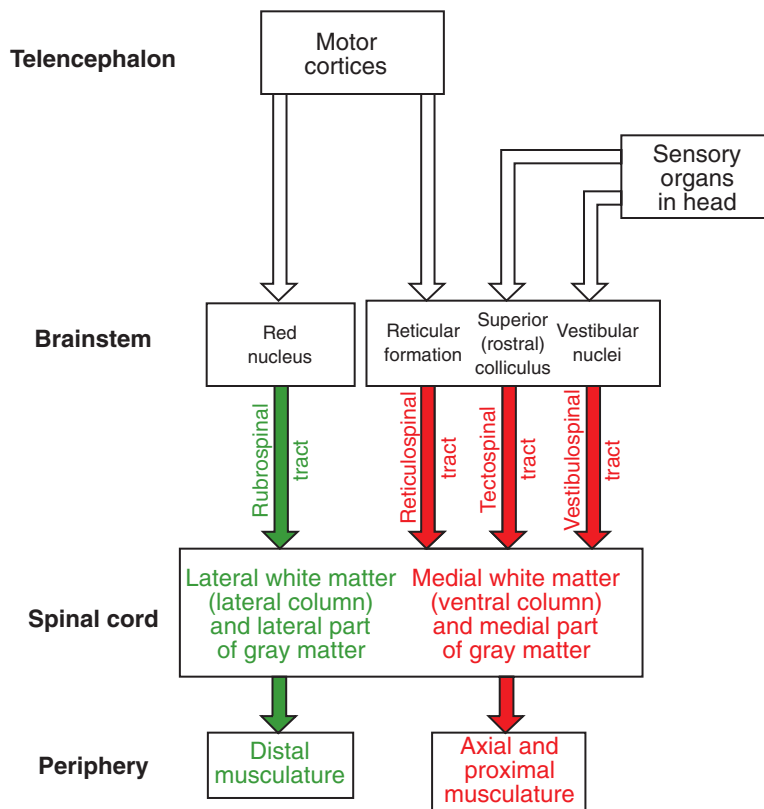 Telencephalon
Motor
cortices
Sensory
organs
in head
Brainstem
Red
nucleus
Reticular
formation
Superior
(rostral)
colliculus
Vestibular
nuclei
Rubrospinal
tract
Reticulospinal
tract
Tectospinal
tract
Vestibulospinal
tract
Spinal cord
Lateral white matter
(lateral column)
and lateral part
of gray matter
Medial white matter
(ventral column)
and medial part
of gray matter
Periphery
Distal
musculature
Axial and
proximal
musculature